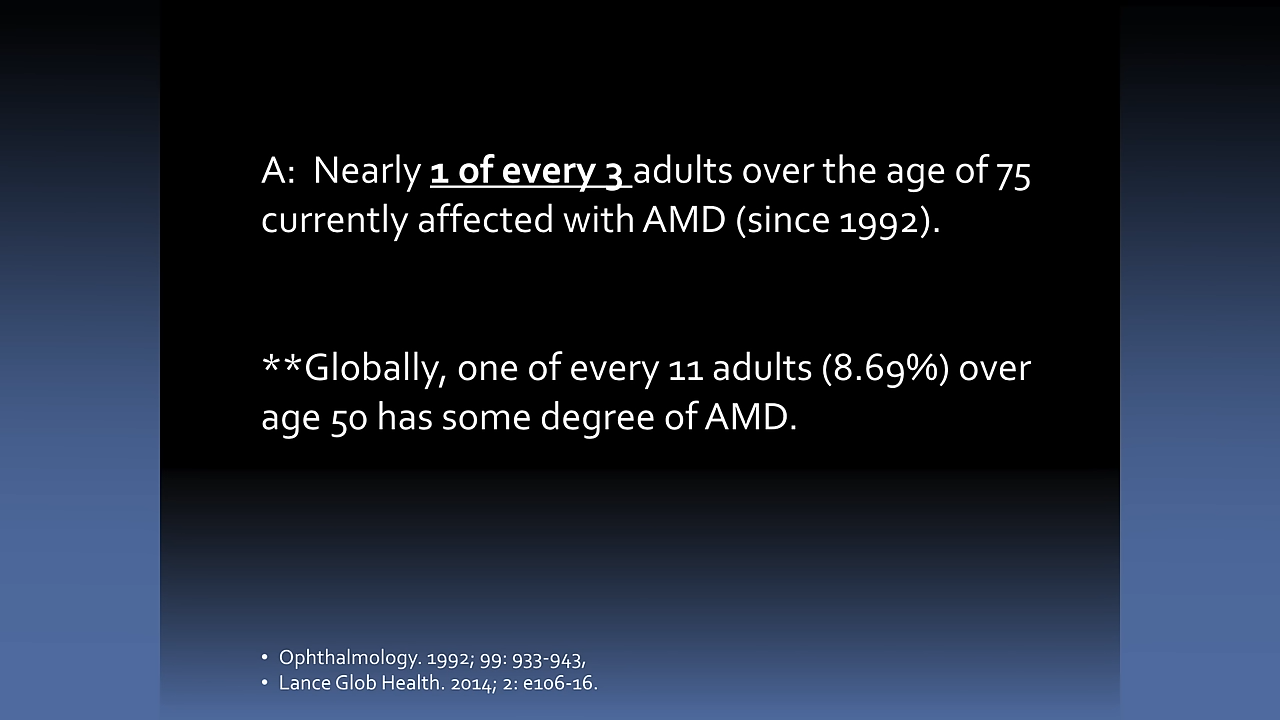 A: Nearly 1 of every 3 adults over the age of 75
currently affected with AMD (since 1992).
**Globally, one of every 11 adults (8.69%) over
age 50 has some degree of AMD.
• Ophthalmology. 1992; 99: 933-943,
• Lance Glob Health. 2014; 2: e106-16.